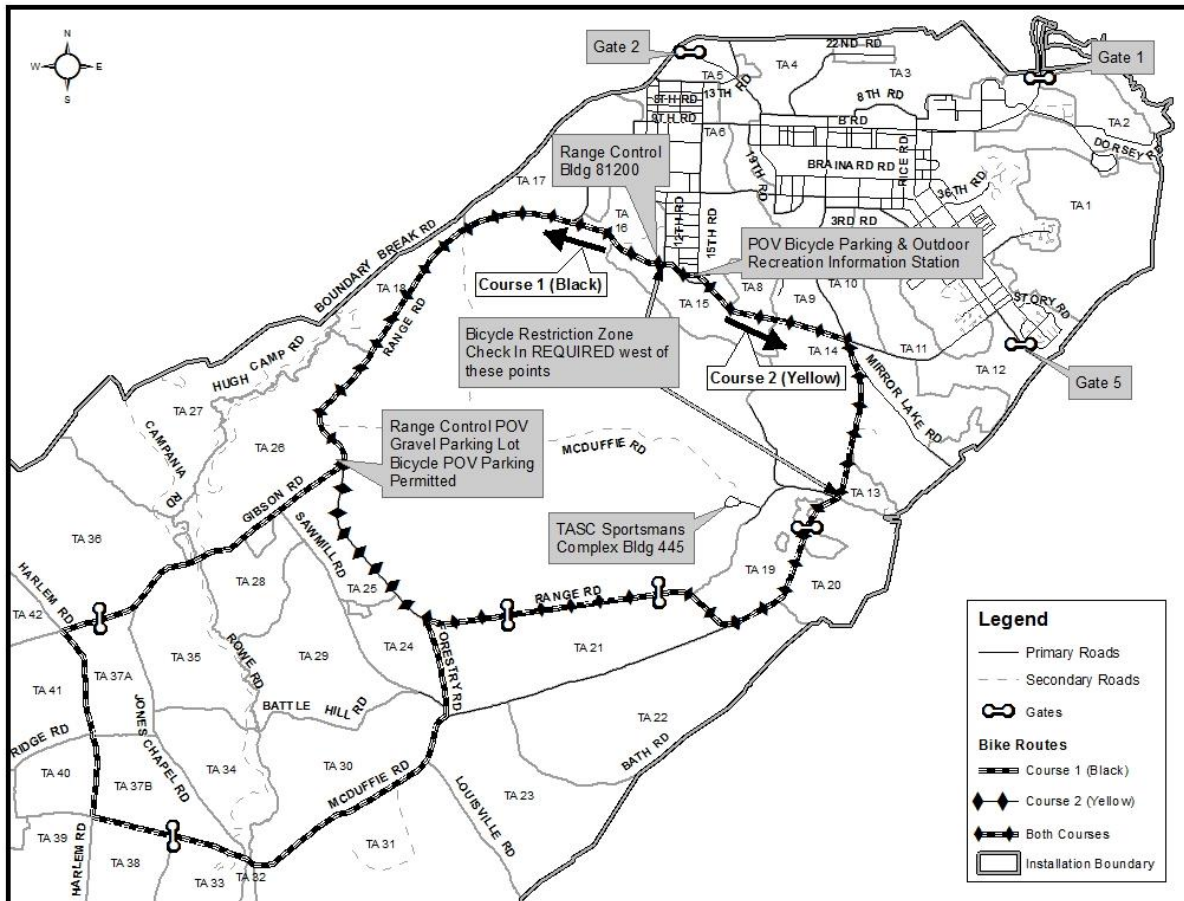 N
W E
S
Gate 2
22ND RD
Gate 1
TA 4
TA 3
TA 5
13TH RD
8TH RD
8TH RD
9TH RD
B RD
TA 2
TA6
DORSEY RD
Range Control
Bldg 81200
19TH RD
BRAINARD RD
RICE RD
36TH RD
TA 17
TA 1
TA
16
12TH RD
15TH RD
3RD RD
POV Bicycle Parking & Outdoor
Recreation Information Station
BOUNDARY BREAK RD
Course 1 (Black)
TA 18
RANGE RD
TA 15
TA 8
TA 9
TA 10
STORY RD
Bicycle Restriction Zone
Check In REQUIRED west of
these points
TA 14
TA 11
TA 12
Gate 5
HUGH CAMP RD
Course 2 (Yellow)
MIRROR LAKE RD
TA 27
CAMPANIA RD
TA 26
Range Control POV
Gravel Parking Lot
Bicycle POV Parking
Permitted
MCDUFFIE RD
GIBSON RD
TA 13
TA 36
SAWMILL RD
TASC Sportsmans
Complex Bldg 445
HARLEM RD
TA 28
TA 25
TA 19
TA 20
RANGE RD
TA 42
TA 35
ROWE RD
TA 29
TA 24
FORESTRY RD
TA 21
TA 41
TA 37A
JONES CHAPEL RD
BATTLE HILL RD
TA 22
BATH RD
RIDGE RD
TA 40
TA 37B
TA 34
TA 30
MCDUFFIE RD
LOUISVILLE RD
TA 23
TA 39
HARLEM RD
TA 38
TA 33
TA 32
TA 31
Legend
Primary Roads
Secondary Roads
Gates
Bike Routes
Course 1 (Black)
Course 2 (Yellow)
Both Courses
Installation Boundary